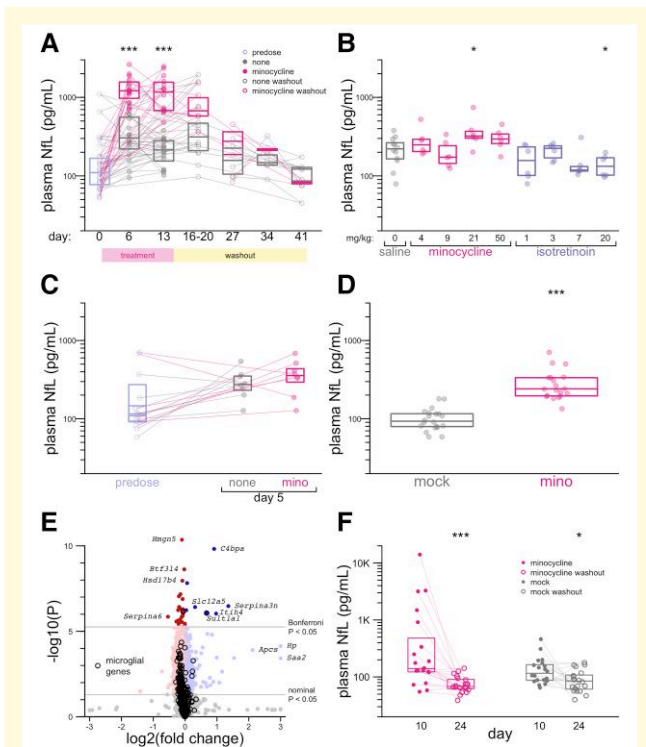 A
***
***
predose
none
minocycline
none washout
minocycline washout
plasma NfL (pg/mL)
1000
100
day:
0 6 13 16-20 27 34 41
treatment
washout
B
*
*
plasma NfL (pg/mL)
1000
100
mg/kg:
0 4 9 21 50 1 3 7 20
saline
minocycline
isotretinoin
C
plasma NfL (pg/mL)
1000
100
predose
none
mino
day 5
D
***
plasma NfL (pg/mL)
1000
100
mock
mino
E
-log10(P)
10
8
6
4
2
0
Hmgn5
C4bpa
Btf3l4
Hsd17b4
Slc12a5
Serpina3n
Itih4
Serpina6
Sult1a1
Bonferroni
P < 0.05
Apcs
Hp
Saa2
microglial
genes
nominal
P < 0.05
-3 -2 -1 0 1 2 3
log2(fold change)
F
***
*
minocycline
minocycline washout
mock
mock washout
plasma NfL (pg/mL)
10K
1K
100
10 24 10 24
day